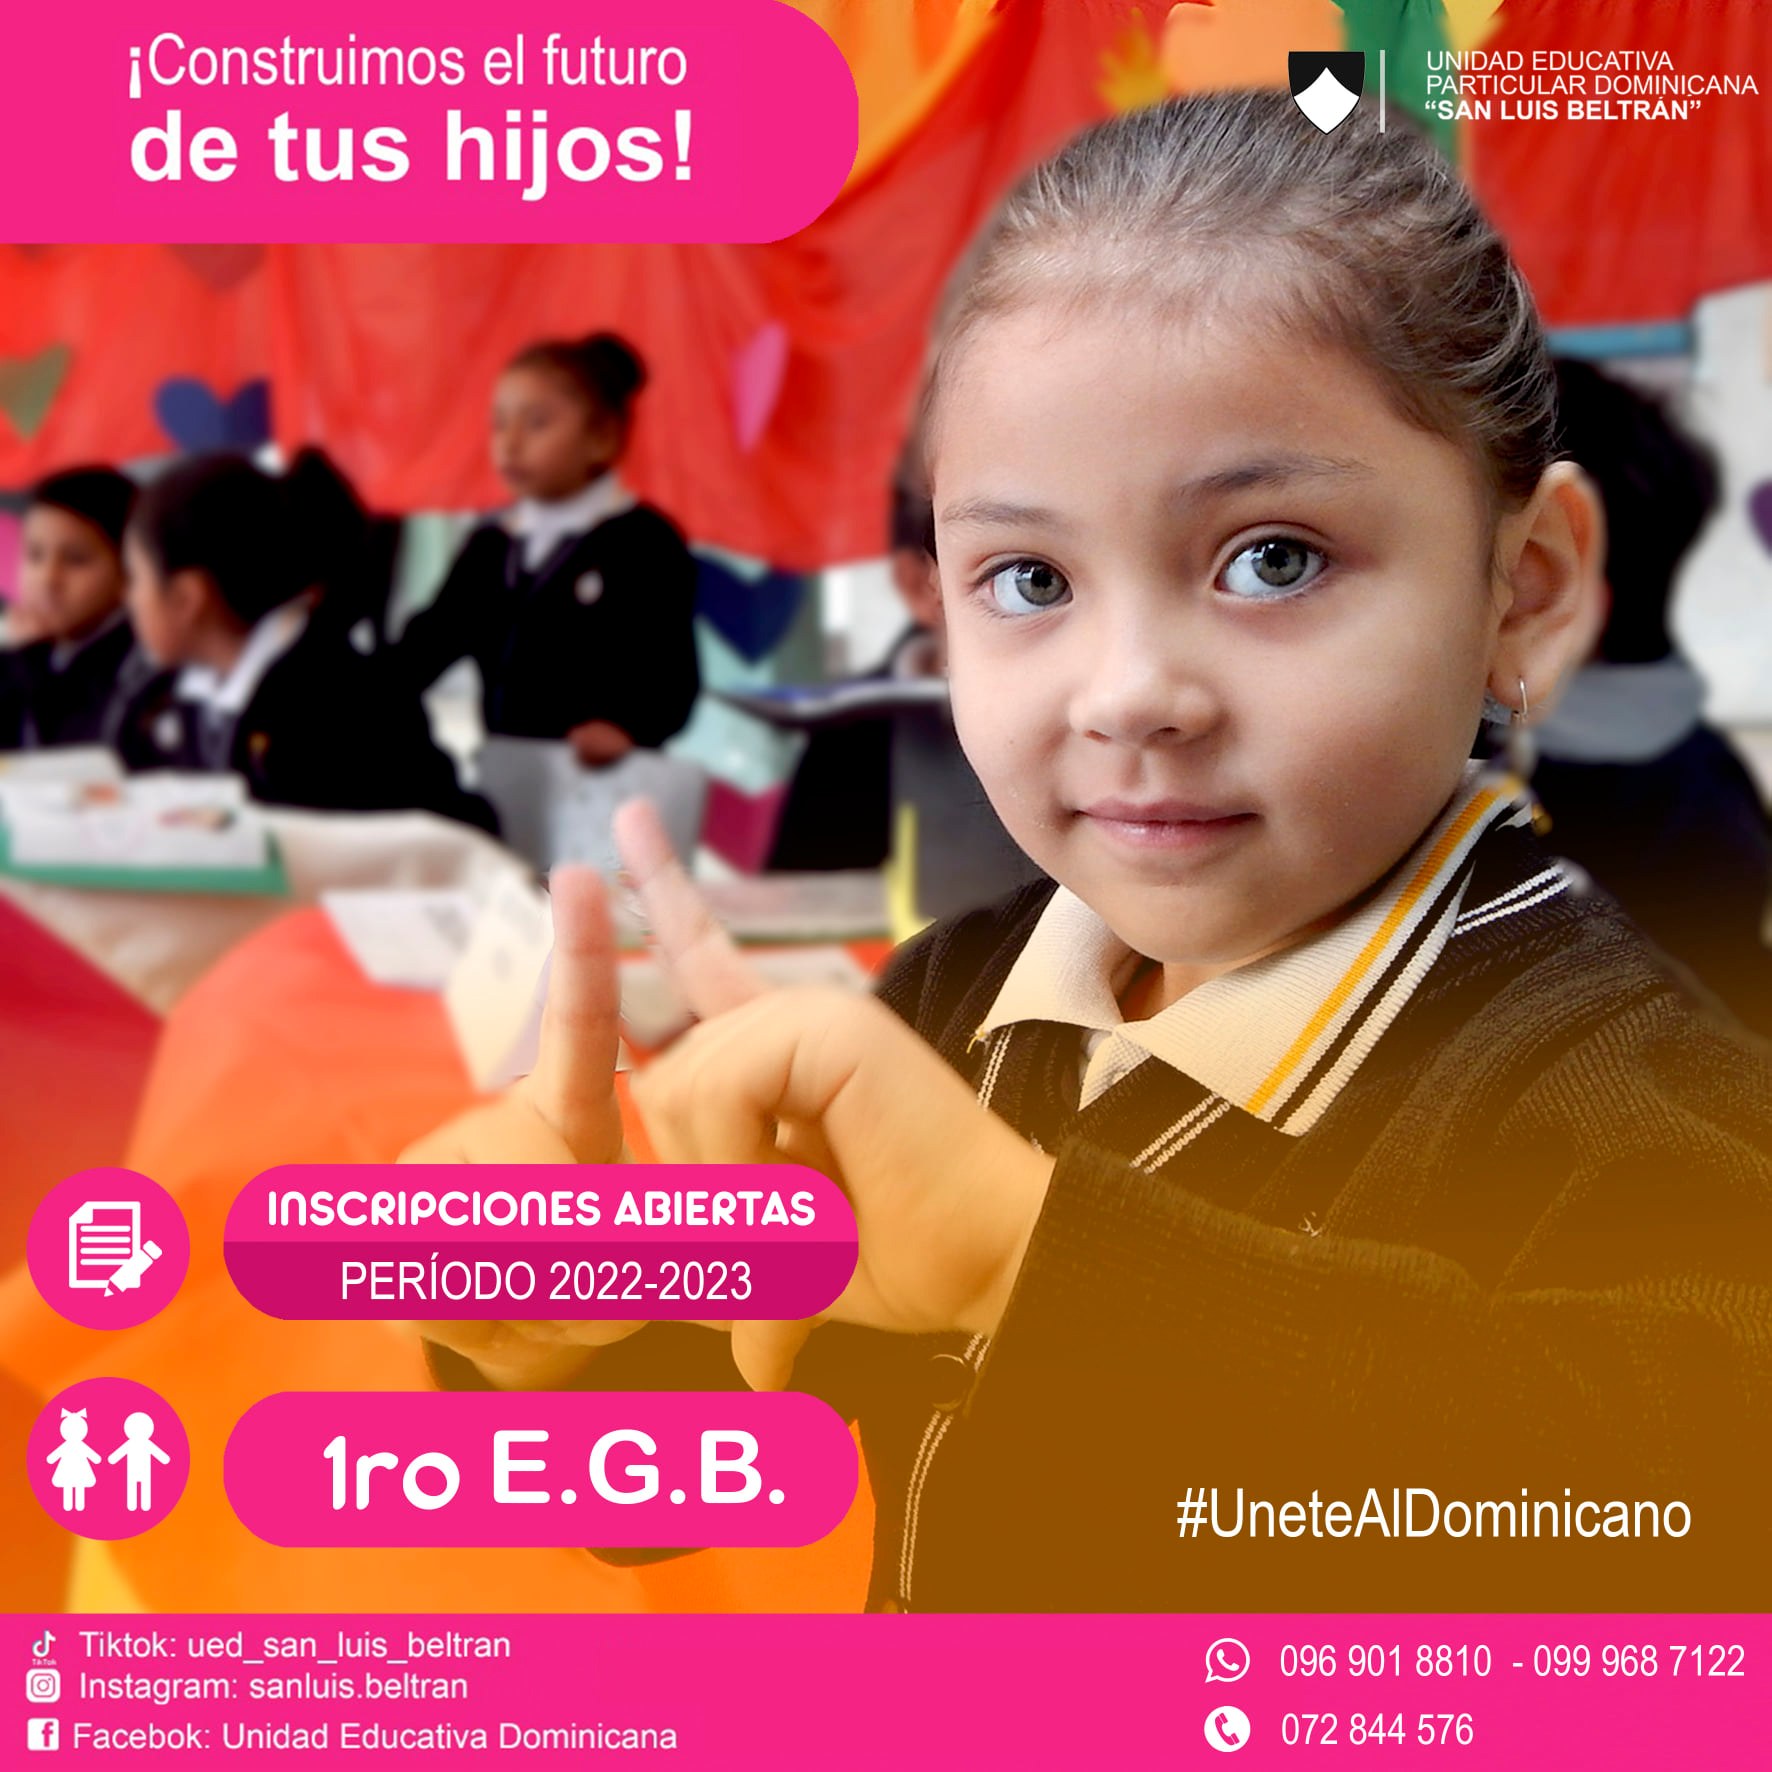 ¡Construimos el futuro
de tus hijos!
UNIDAD EDUCATIVA
PARTICULAR DOMINICANA
“SAN LUIS BELTRÁN”
INSCRIPCIONES ABIERTAS
PERÍODO 2022-2023
1ro E.G.B.
#UneteAlDominicano
TikTok
Tiktok: ued_san_luis_beltran
Instagram: sanluis.beltran
Facebok: Unidad Educativa Dominicana
096 901 8810 - 099 968 7122
072 844 576